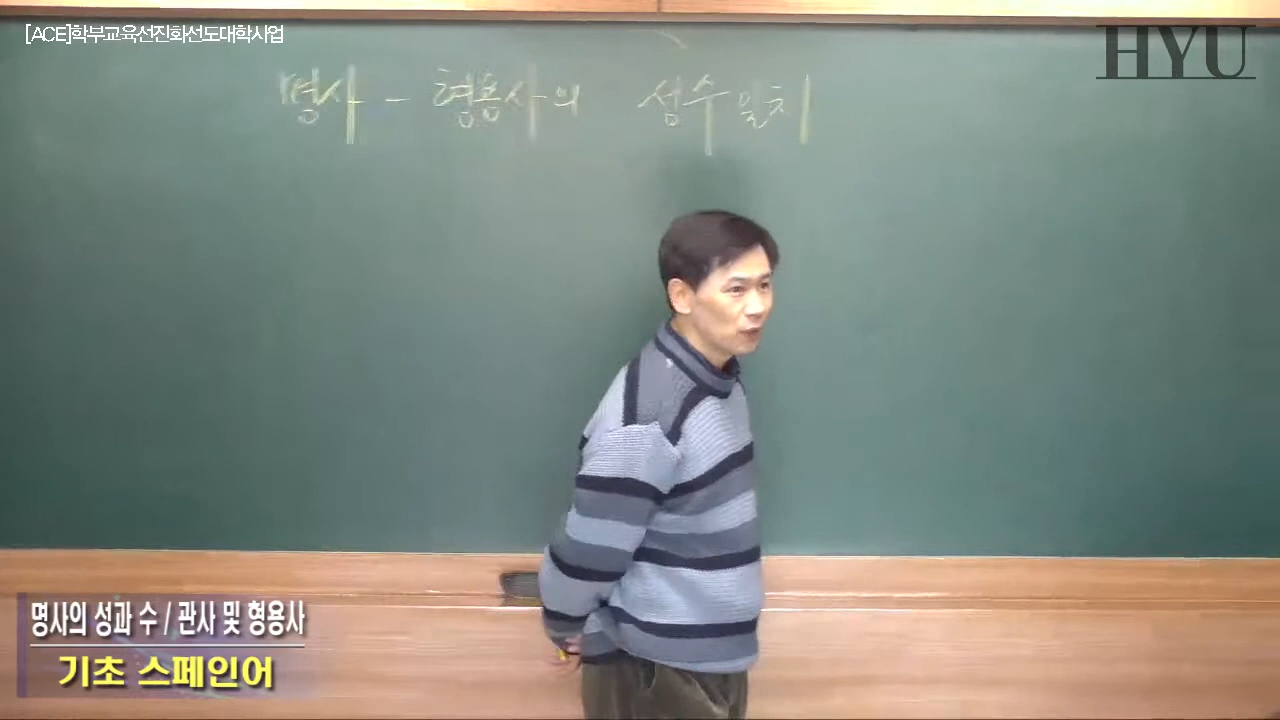 [ACE]학부교육선진화선도대학사업
HYU
명사 - 형용사의 성수일치
명사의 성과 수 / 관사 및 형용사
기초 스페인어